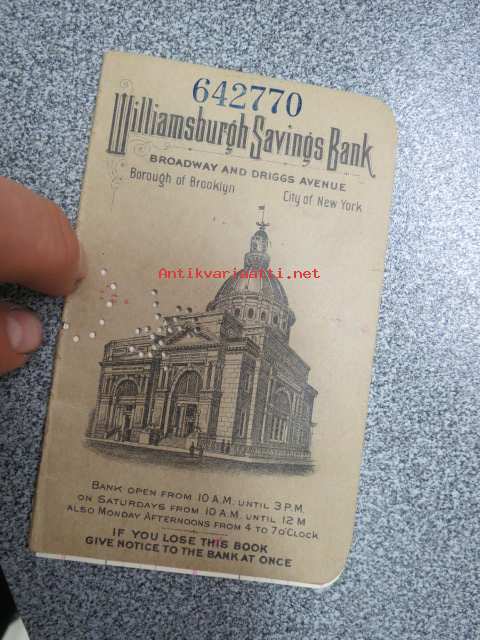 642770
Williamsburgh Savings Bank
BROADWAY AND DRIGGS AVENUE
Borough of Brooklyn City of New York
Antikvariaatti.net
BANK OPEN FROM 10 A.M. UNTIL 3 P.M.
ON SATURDAYS FROM 10 A.M. UNTIL 12 M
ALSO MONDAY AFTERNOONS FROM 4 TO 7 O'CLOCK
IF YOU LOSE THIS BOOK
GIVE NOTICE TO THE BANK AT ONCE